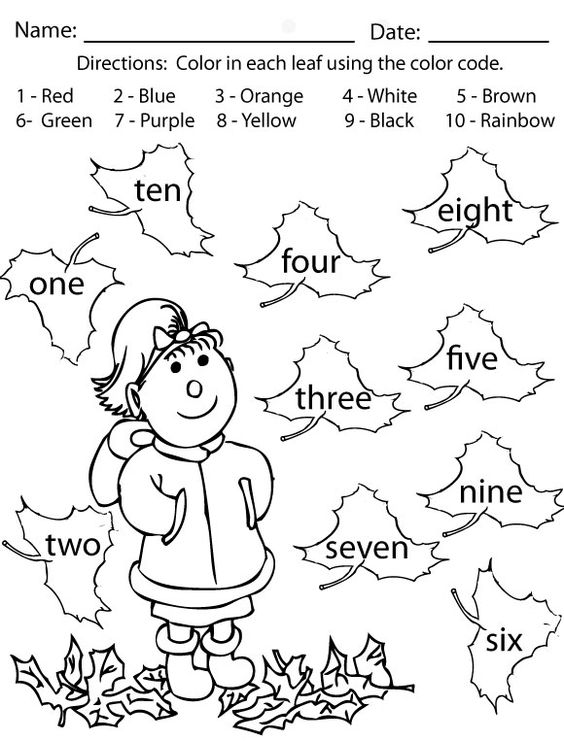 Name: Date:
Directions: Color in each leaf using the color code.
1 - Red 2 - Blue 3 - Orange 4 - White 5 - Brown
6- Green 7 - Purple 8 - Yellow 9 - Black 10 - Rainbow
ten
eight
four
one
five
three
nine
two
seven
six